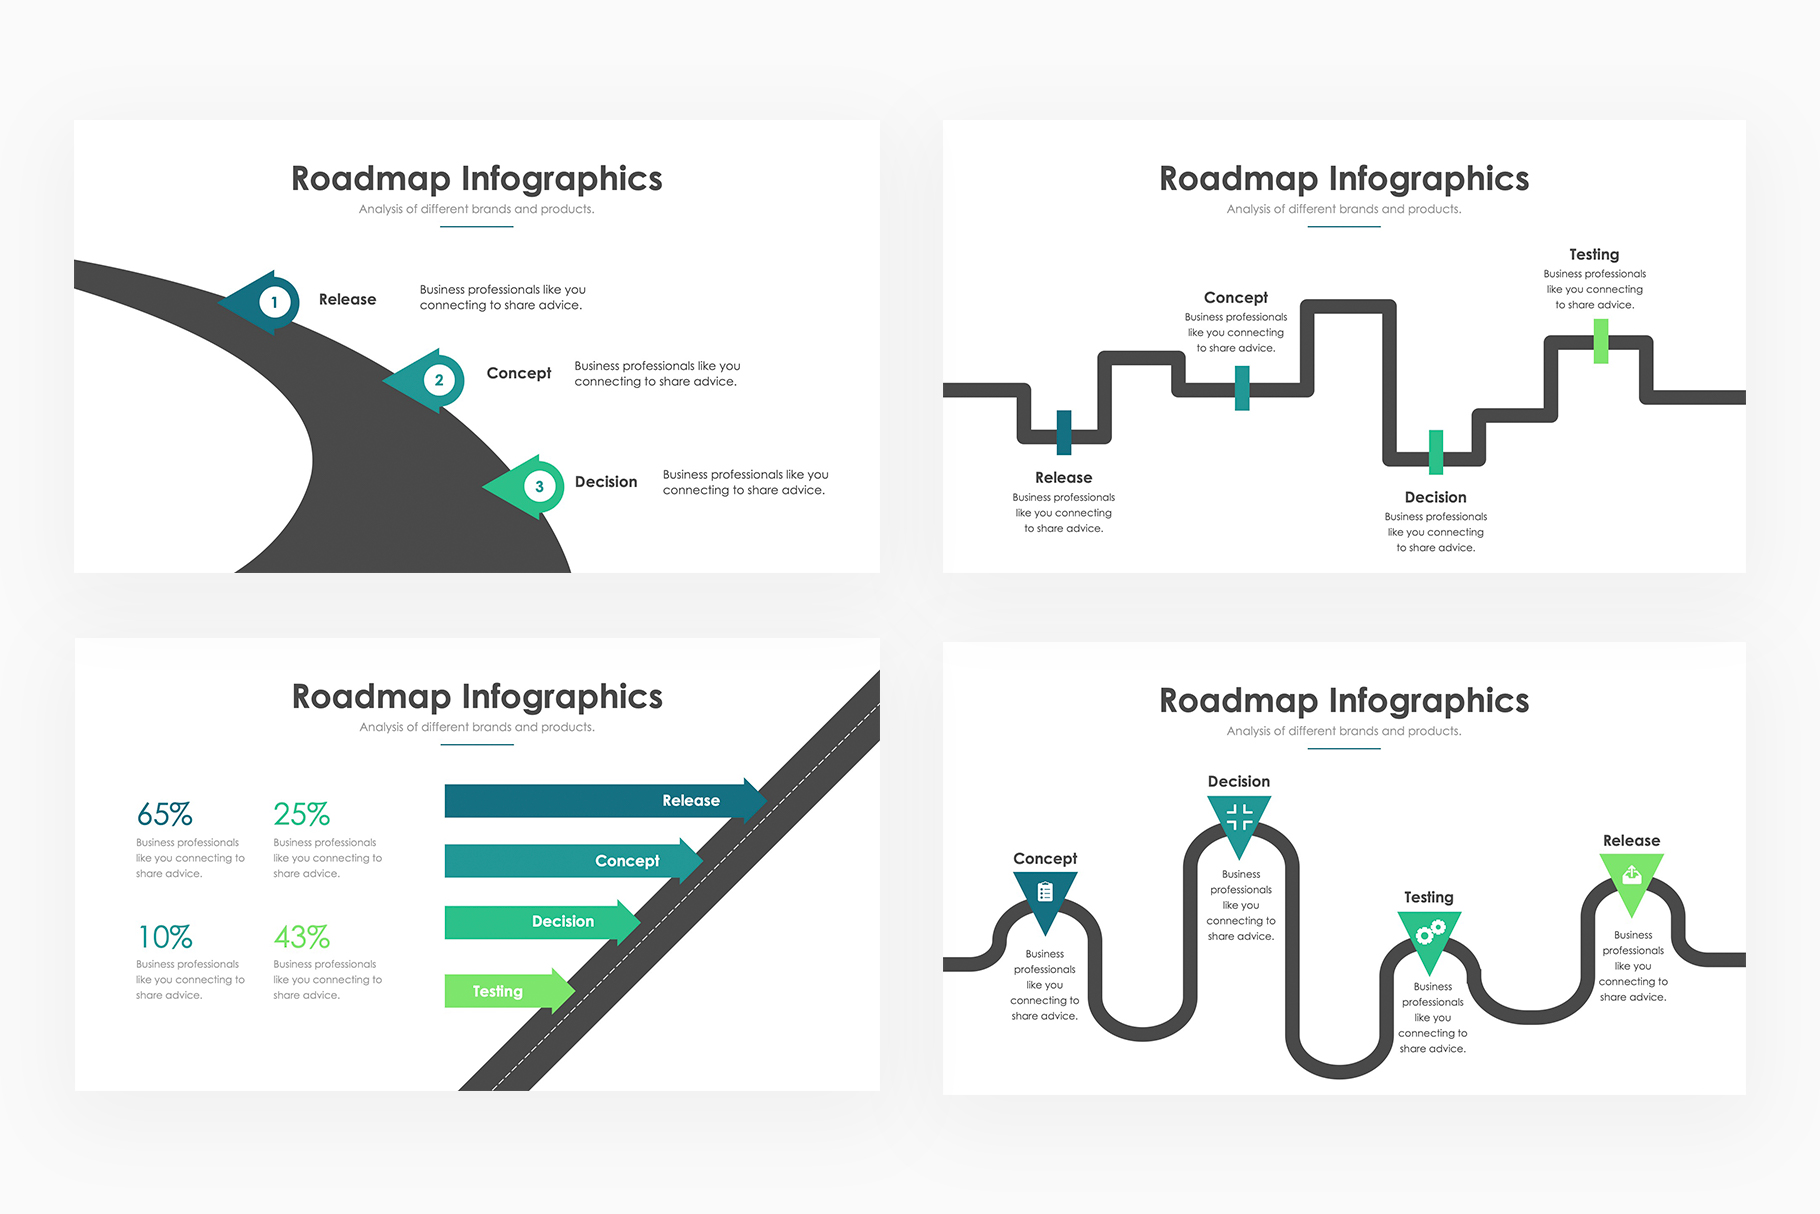 Roadmap Infographics
Analysis of different brands and products.
1
Release
Business professionals like you
connecting to share advice.
2
Concept
Business professionals like you
connecting to share advice.
3
Decision
Business professionals like you
connecting to share advice.
Roadmap Infographics
Analysis of different brands and products.
Release
Business professionals
like you connecting
to share advice.
Concept
Business professionals
like you connecting
to share advice.
Decision
Business professionals
like you connecting
to share advice.
Testing
Business professionals
like you connecting
to share advice.
Roadmap Infographics
Analysis of different brands and products.
65%
Business professionals
like you connecting to
share advice.
25%
Business professionals
like you connecting to
share advice.
10%
Business professionals
like you connecting to
share advice.
43%
Business professionals
like you connecting to
share advice.
Release
Concept
Decision
Testing
Roadmap Infographics
Analysis of different brands and products.
Concept
Business
professionals
like you
connecting to
share advice.
Decision
Business
professionals
like you
connecting to
share advice.
Testing
Business
professionals
like you
connecting to
share advice.
Release
Business
professionals
like you
connecting to
share advice.